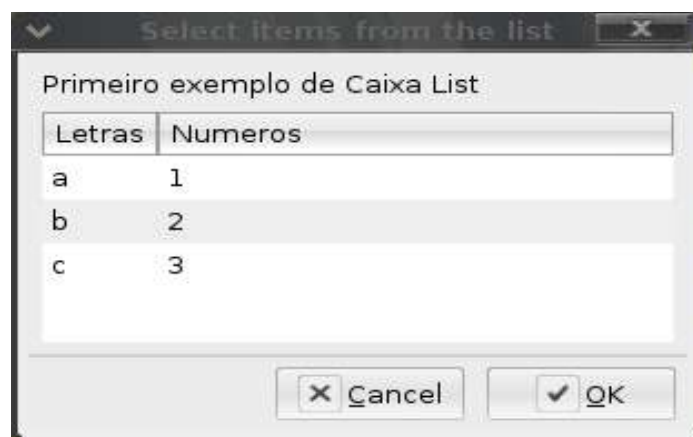 Select items from the list
Primeiro exemplo de Caixa List
Letras Numeros
a 1
b 2
c 3
Cancel OK